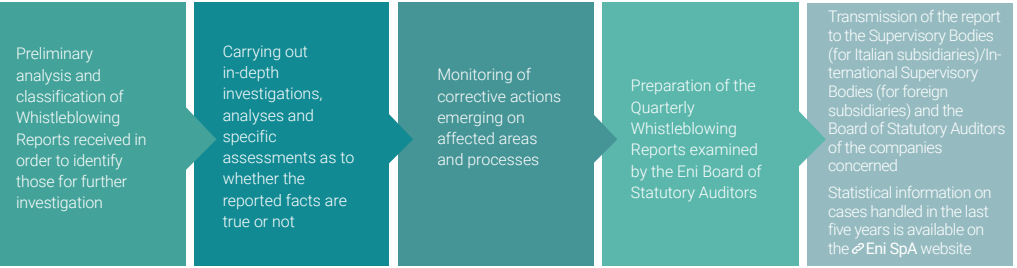 Preliminary
analysis and
classification of
Whistleblowing
Reports received in
order to identify
those for further
investigation
Carrying out
in-depth
investigations,
analyses and
specific
assessments as to
whether the
reported facts are
true or not
Monitoring of
corrective actions
emerging on
affected areas
and processes
Preparation of the
Quarterly
Whistleblowing
Reports examined
by the Eni Board of
Statutory Auditors
Transmission of the report
to the Supervisory Bodies
(for Italian subsidiaries)/In-
ternational Supervisory
Bodies (for foreign
subsidiaries) and the
Board of Statutory Auditors
of the companies
concerned
Statistical information on
cases handled in the last
five years is available on
the Eni SpA website